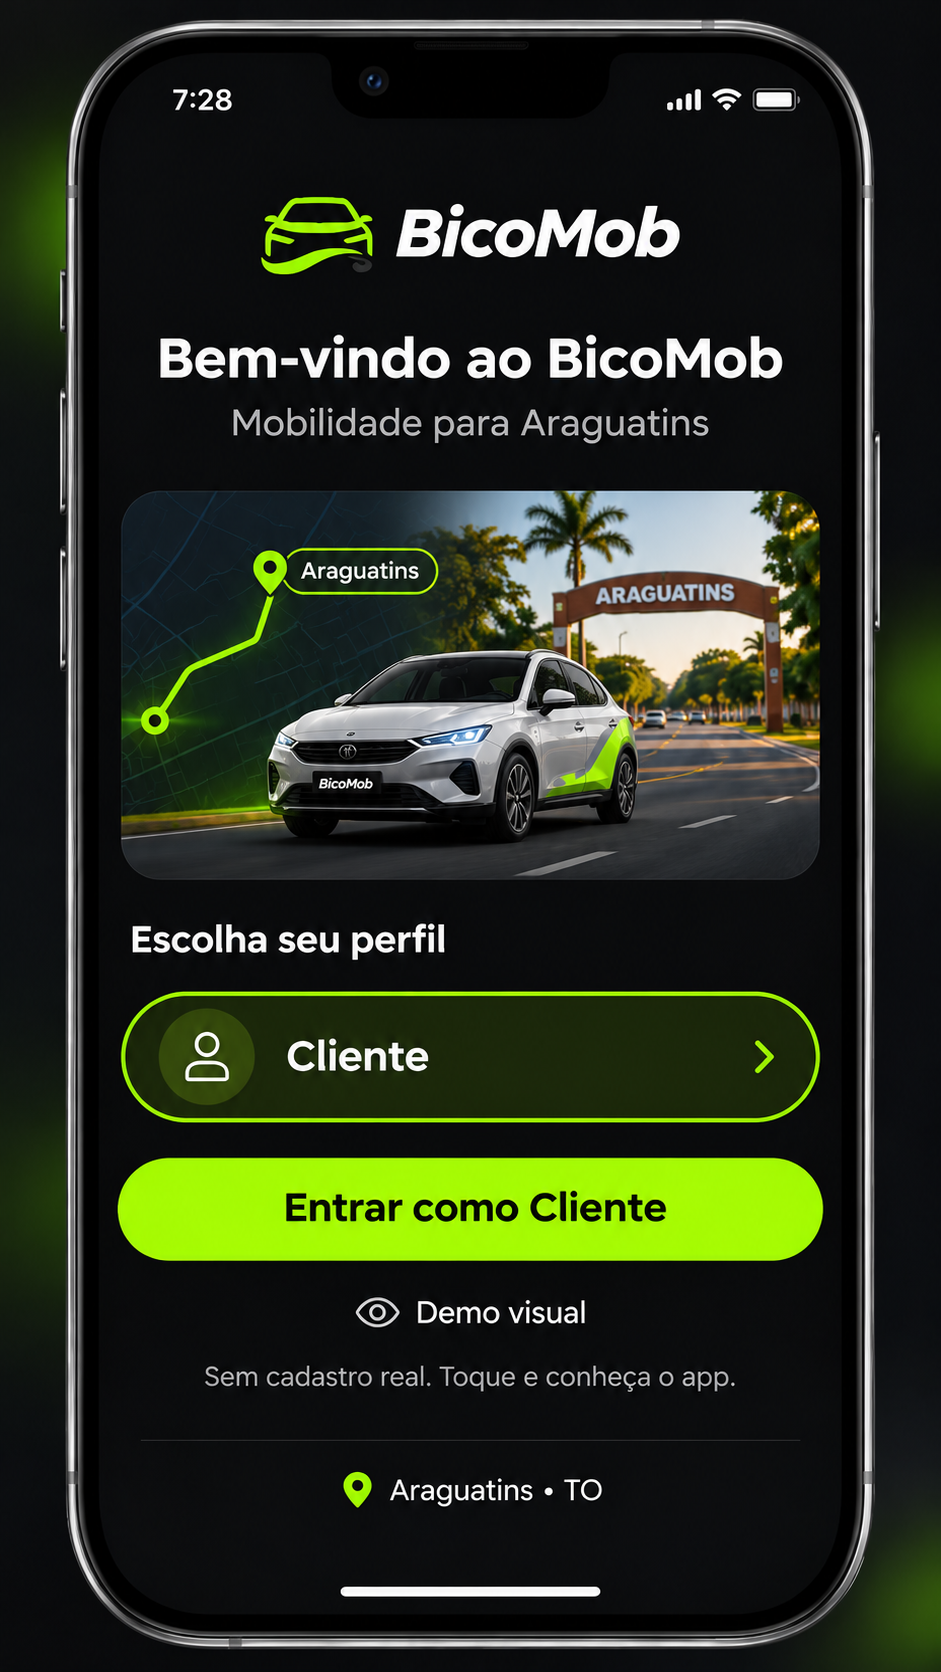 7:28
BicoMob
Bem-vindo ao BicoMob
Mobilidade para Araguatins
Araguatins
ARAGUATINS
BicoMob
Escolha seu perfil
Cliente
Entrar como Cliente
Demo visual
Sem cadastro real. Toque e conheça o app.
Araguatins • TO